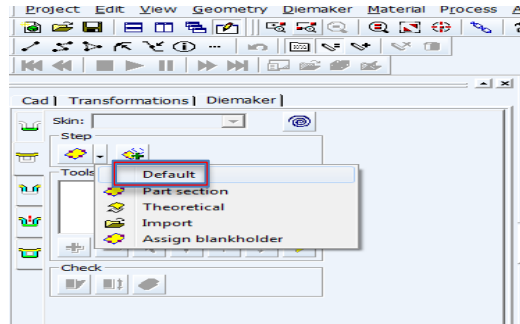 Project Edit View Geometry Diemaker Material Process
Cad Transformations Diemaker
Skin:
Step
Tools
Default
Part section
Theoretical
Import
Assign blankholder
Check